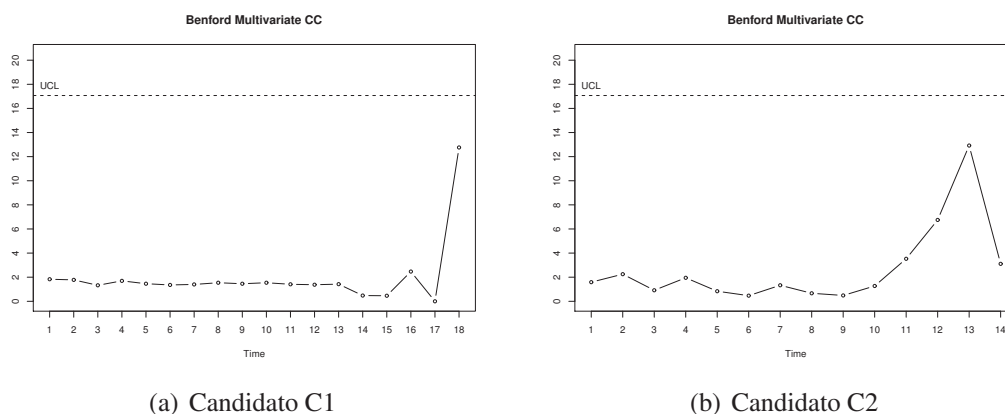 Benford Multivariate CC
20
18
UCL
16
14
12
10
8
6
4
2
0
1 2 3 4 5 6 7 8 9 10 11 12 13 14 15 16 17 18
Time
(a) Candidato C1
Benford Multivariate CC
20
18
UCL
16
14
12
10
8
6
4
2
0
1 2 3 4 5 6 7 8 9 10 11 12 13 14
Time
(b) Candidato C2